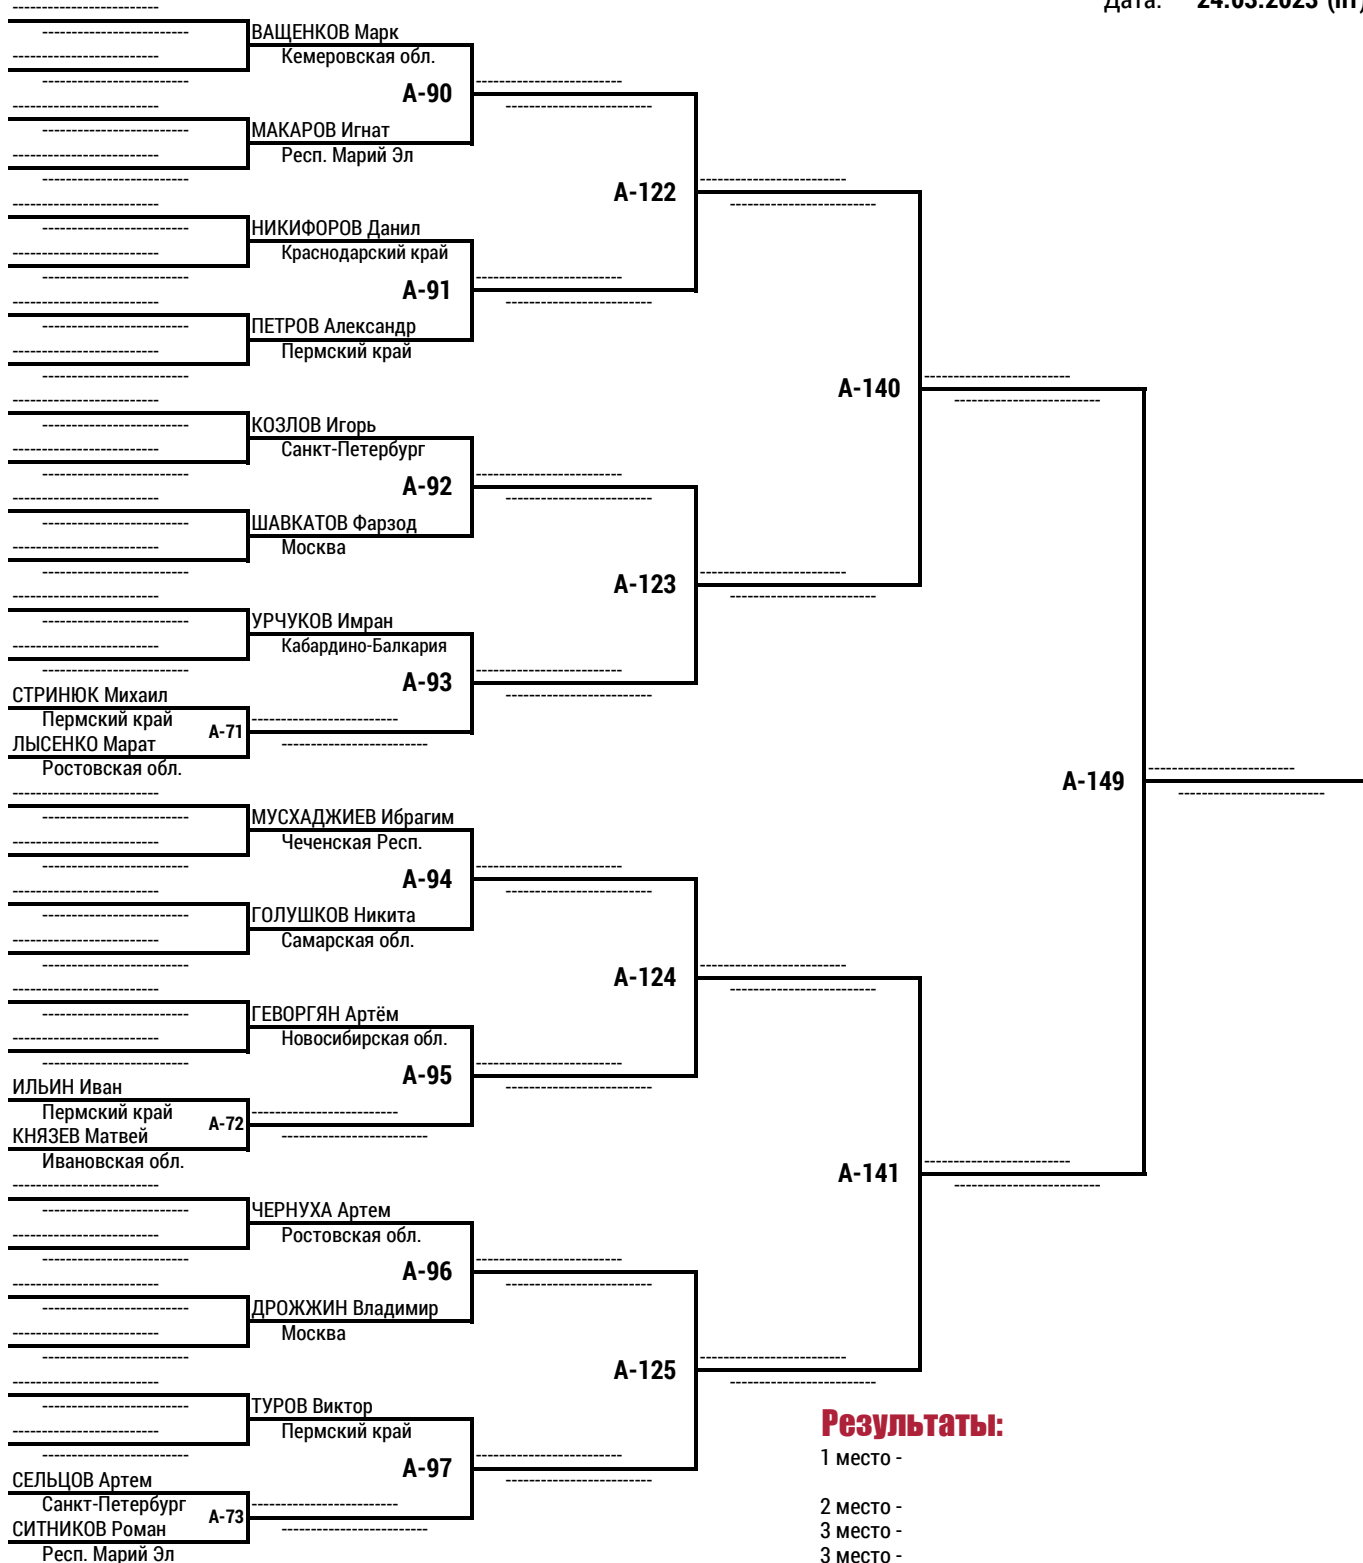 Дата: 24.03.2023 (пт)
ВАЩЕНКОВ Марк
Кемеровская обл.
А-90
МАКАРОВ Игнат
Респ. Марий Эл
А-122
НИКИФОРОВ Данил
Краснодарский край
А-91
ПЕТРОВ Александр
Пермский край
А-140
КОЗЛОВ Игорь
Санкт-Петербург
А-92
ШАВКАТОВ Фарзод
Москва
А-123
УРЧУКОВ Имран
Кабардино-Балкария
А-93
СТРИНЮК Михаил
Пермский край
А-71
ЛЫСЕНКО Марат
Ростовская обл.
А-149
МУСХАДЖИЕВ Ибрагим
Чеченская Респ.
А-94
ГОЛУШКОВ Никита
Самарская обл.
А-124
ГЕВОРГЯН Артём
Новосибирская обл.
А-95
ИЛЬИН Иван
Пермский край
А-72
КНЯЗЕВ Матвей
Ивановская обл.
А-141
ЧЕРНУХА Артем
Ростовская обл.
А-96
ДРОЖЖИН Владимир
Москва
А-125
ТУРОВ Виктор
Пермский край
А-97
СЕЛЬЦОВ Артем
Санкт-Петербург
А-73
СИТНИКОВ Роман
Респ. Марий Эл
Результаты:
1 место -
2 место -
3 место -
3 место -